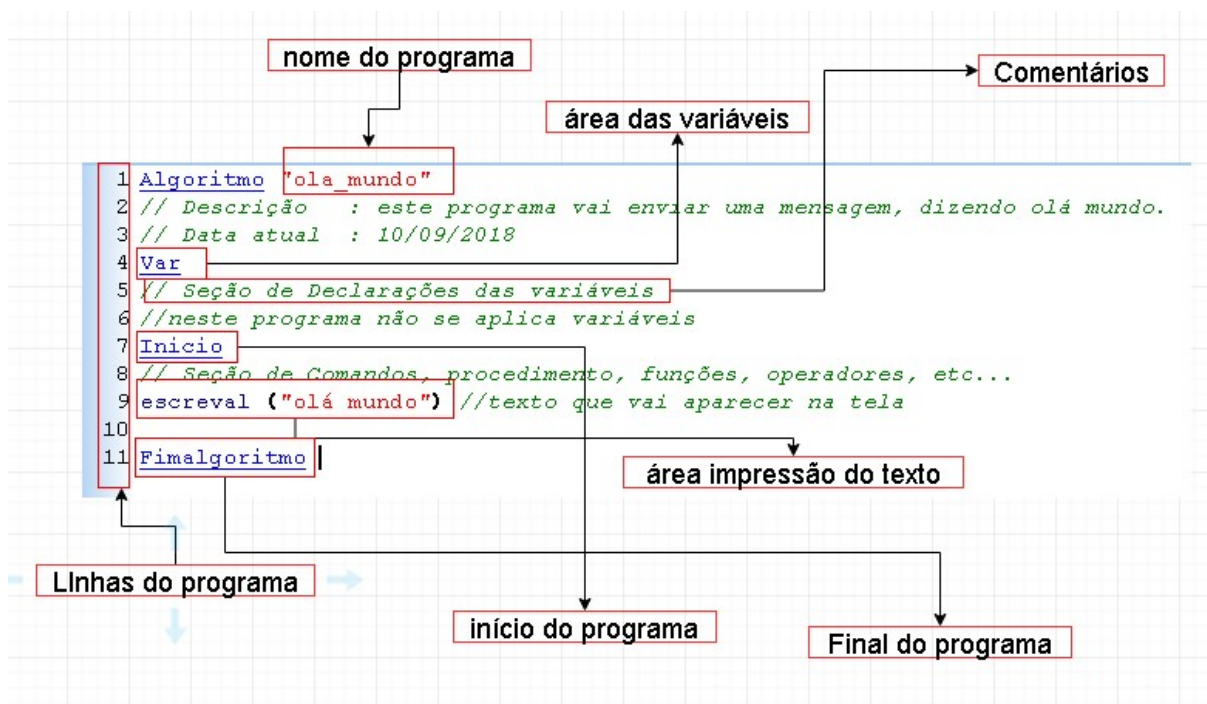 nome do programa
Comentários
área das variáveis
1 Algoritmo "ola_mundo"
2 // Descrição : este programa vai enviar uma mensagem, dizendo olá mundo.
3 // Data atual : 10/09/2018
4 Var
5 // Seção de Declarações das variáveis
6 //neste programa não se aplica variáveis
7 Inicio
8 // Seção de Comandos, procedimento, funções, operadores, etc...
9 escreval ("olá mundo") //texto que vai aparecer na tela
10
11 Fimalgoritmo
área impressão do texto
LInhas do programa
início do programa
Final do programa